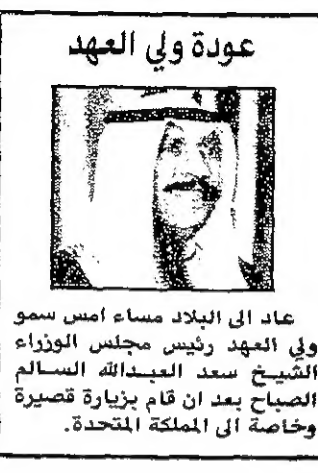 عودة ولي العهد
عاد الى البلاد مساء امس سمو
ولي العهد رئيس مجلس الوزراء
الشيخ سعد العبدالله السالم
الصباح بعد ان قام بزيارة قصيرة
وخاصة الى المملكة المتحدة.